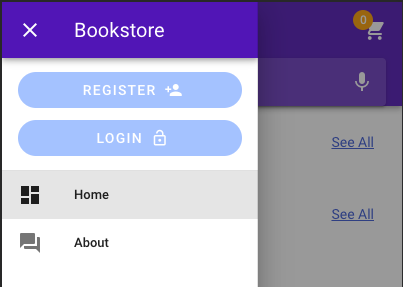 Bookstore
0
REGISTER
LOGIN
See All
Home
See All
About